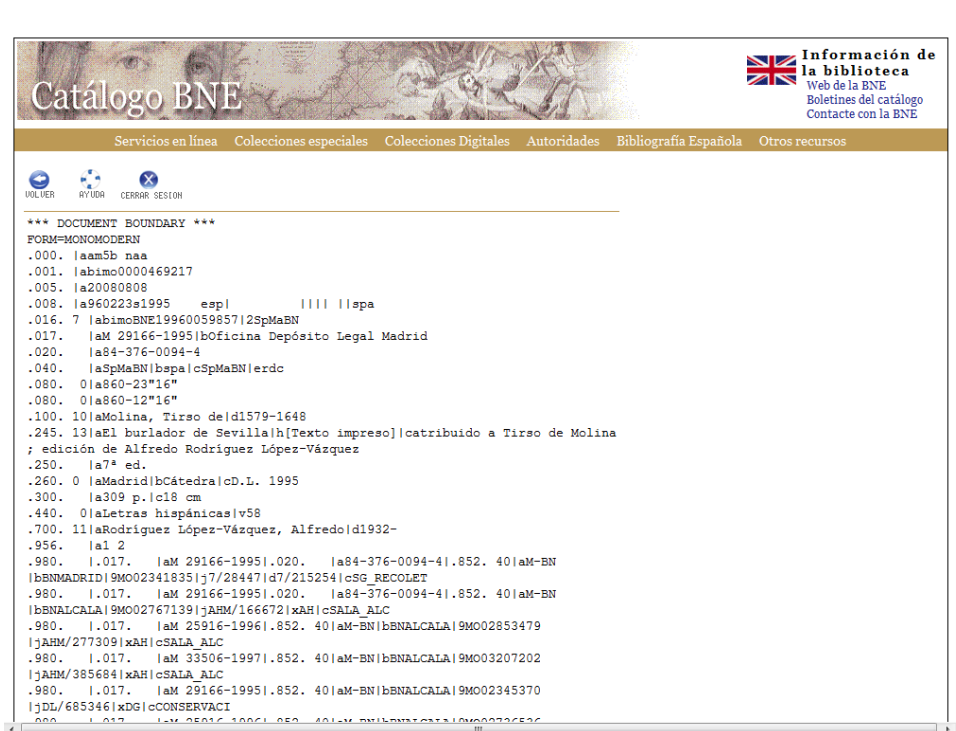 Catálogo BNE
Información de
la biblioteca
Web de la BNE
Boletines del catálogo
Contacte con la BNE
Servicios en línea Colecciones especiales Colecciones Digitales Autoridades Bibliografía Española Otros recursos
VOLVER AYUDA CERRAR SESION
*** DOCUMENT BOUNDARY ***
FORM=MONOMODERN
.000. |aam5b naa
.001. |abimo0000469217
.005. |a20080808
.008. |a960223s1995    esp|         |||| ||spa
.016. 7 |abimoBNE19960059857|2SpMaBN
.017.   |aM 29166-1995|bOficina Depósito Legal Madrid
.020.   |a84-376-0094-4
.040.   |aSpMaBN|bspa|cSpMaBN|erdc
.080.  0|a860-23"16"
.080.  0|a860-12"16"
.100. 10|aMolina, Tirso de|d1579-1648
.245. 13|aEl burlador de Sevilla|h[Texto impreso]|catribuido a Tirso de Molina
; edición de Alfredo Rodríguez López-Vázquez
.250.   |a7ª ed.
.260. 0 |aMadrid|bCátedra|cD.L. 1995
.300.   |a309 p.|c18 cm
.440.  0|aLetras hispánicas|v58
.700. 11|aRodríguez López-Vázquez, Alfredo|d1932-
.956.   |a1 2
.980.   |.017.   |aM 29166-1995|.020.   |a84-376-0094-4|.852. 40|aM-BN
|bBNMADRID|9MO02341835|j7/28447|d7/215254|cSG_RECOLET
.980.   |.017.   |aM 29166-1995|.020.   |a84-376-0094-4|.852. 40|aM-BN
|bBNALCALA|9MO02767139|jAHM/166672|xAH|cSALA_ALC
.980.   |.017.   |aM 25916-1996|.852. 40|aM-BN|bBNALCALA|9MO02853479
|jAHM/277309|xAH|cSALA_ALC
.980.   |.017.   |aM 33506-1997|.852. 40|aM-BN|bBNALCALA|9MO03207202
|jAHM/385684|xAH|cSALA_ALC
.980.   |.017.   |aM 29166-1995|.852. 40|aM-BN|bBNALCALA|9MO02345370
|jDL/685346|xDG|cCONSERVACI